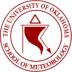 THE UNIVERSITY OF OKLAHOMA
SCHOOL OF METEOROLOGY